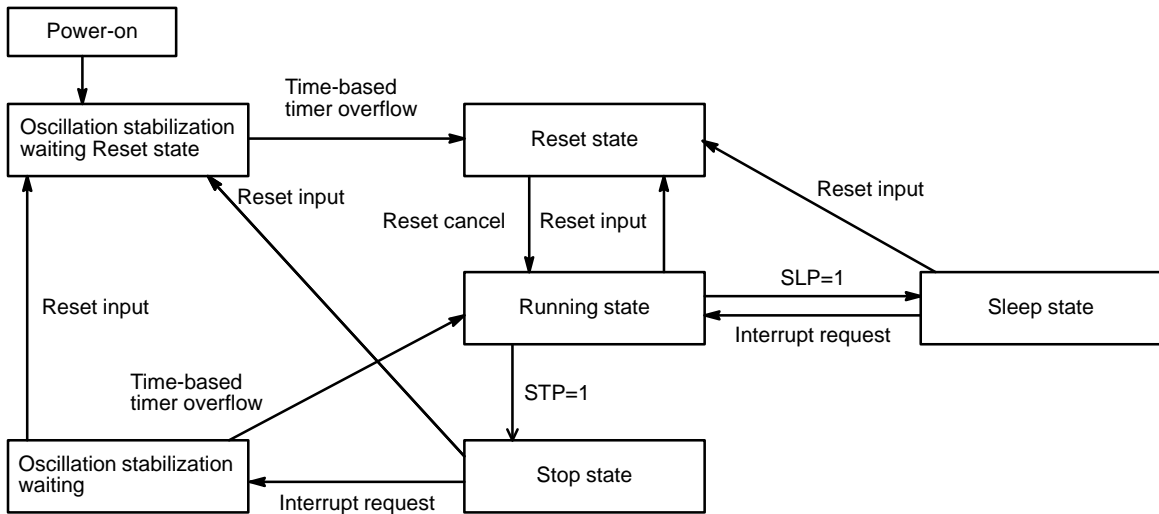 Power-on
Time-based
timer overflow
Oscillation stabilization
waiting Reset state
Reset state
Reset input
Reset input
Reset cancel
Reset input
SLP=1
Reset input
Running state
Sleep state
Interrupt request
Time-based
timer overflow
STP=1
Oscillation stabilization
waiting
Stop state
Interrupt request